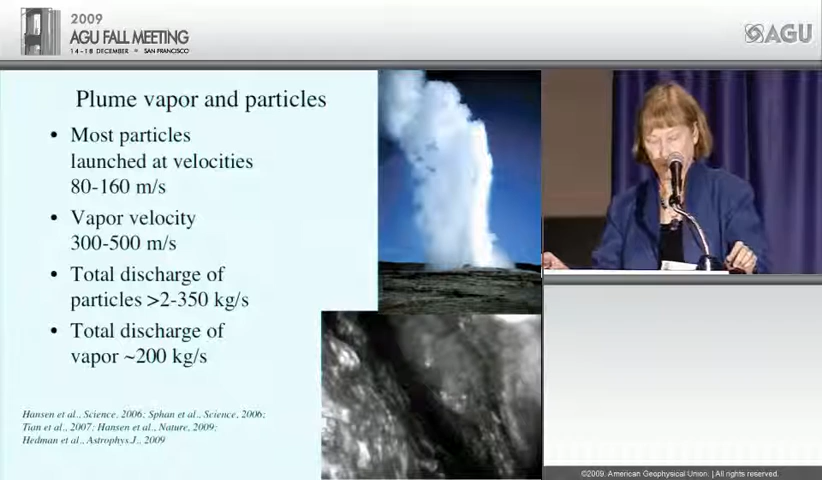 2009
AGU FALL MEETING
14-18 DECEMBER • SAN FRANCISCO
AGU
Plume vapor and particles
• Most particles
launched at velocities
80-160 m/s
• Vapor velocity
300-500 m/s
• Total discharge of
particles >2-350 kg/s
• Total discharge of
vapor ~200 kg/s
Hansen et al., Science, 2006; Sphan et al., Science, 2006;
Tian et al., 2007; Hansen et al., Nature, 2009;
Hedman et al., Astrophys J., 2009
©2009. American Geophysical Union. | All rights reserved.